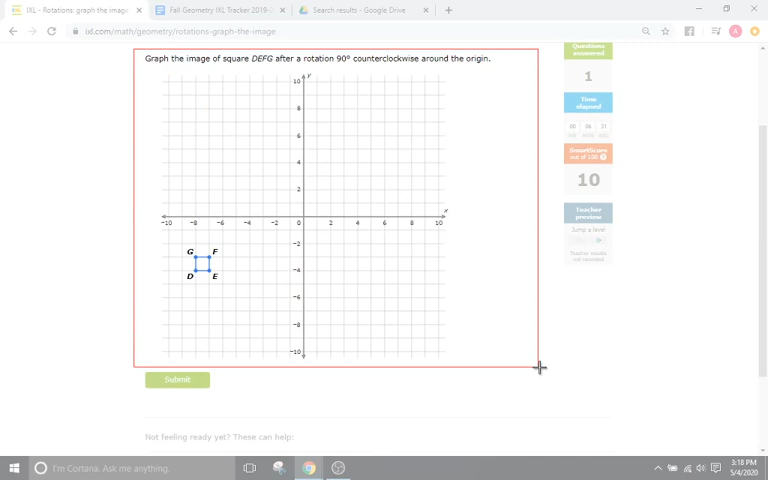 IXL - Rotations: graph the image
Fall Geometry IXL Tracker 2019-
Search results - Google Drive
ixl.com/math/geometry/rotations-graph-the-image
A
Graph the image of square DEFG after a rotation 90° counterclockwise around the origin.
Questions answered
1
Time elapsed
00 06 21
HR MIN SEC
SmartScore
out of 100 ?
10
Teacher preview
Jump a level
Teacher results not recorded
y
10
8
6
4
2
x
-10 -8 -6 -4 -2 0 2 4 6 8 10
-2
-4
-6
-8
-10
G F
D E
Submit
Not feeling ready yet? These can help:
I'm Cortana. Ask me anything.
3:18 PM
5/4/2020